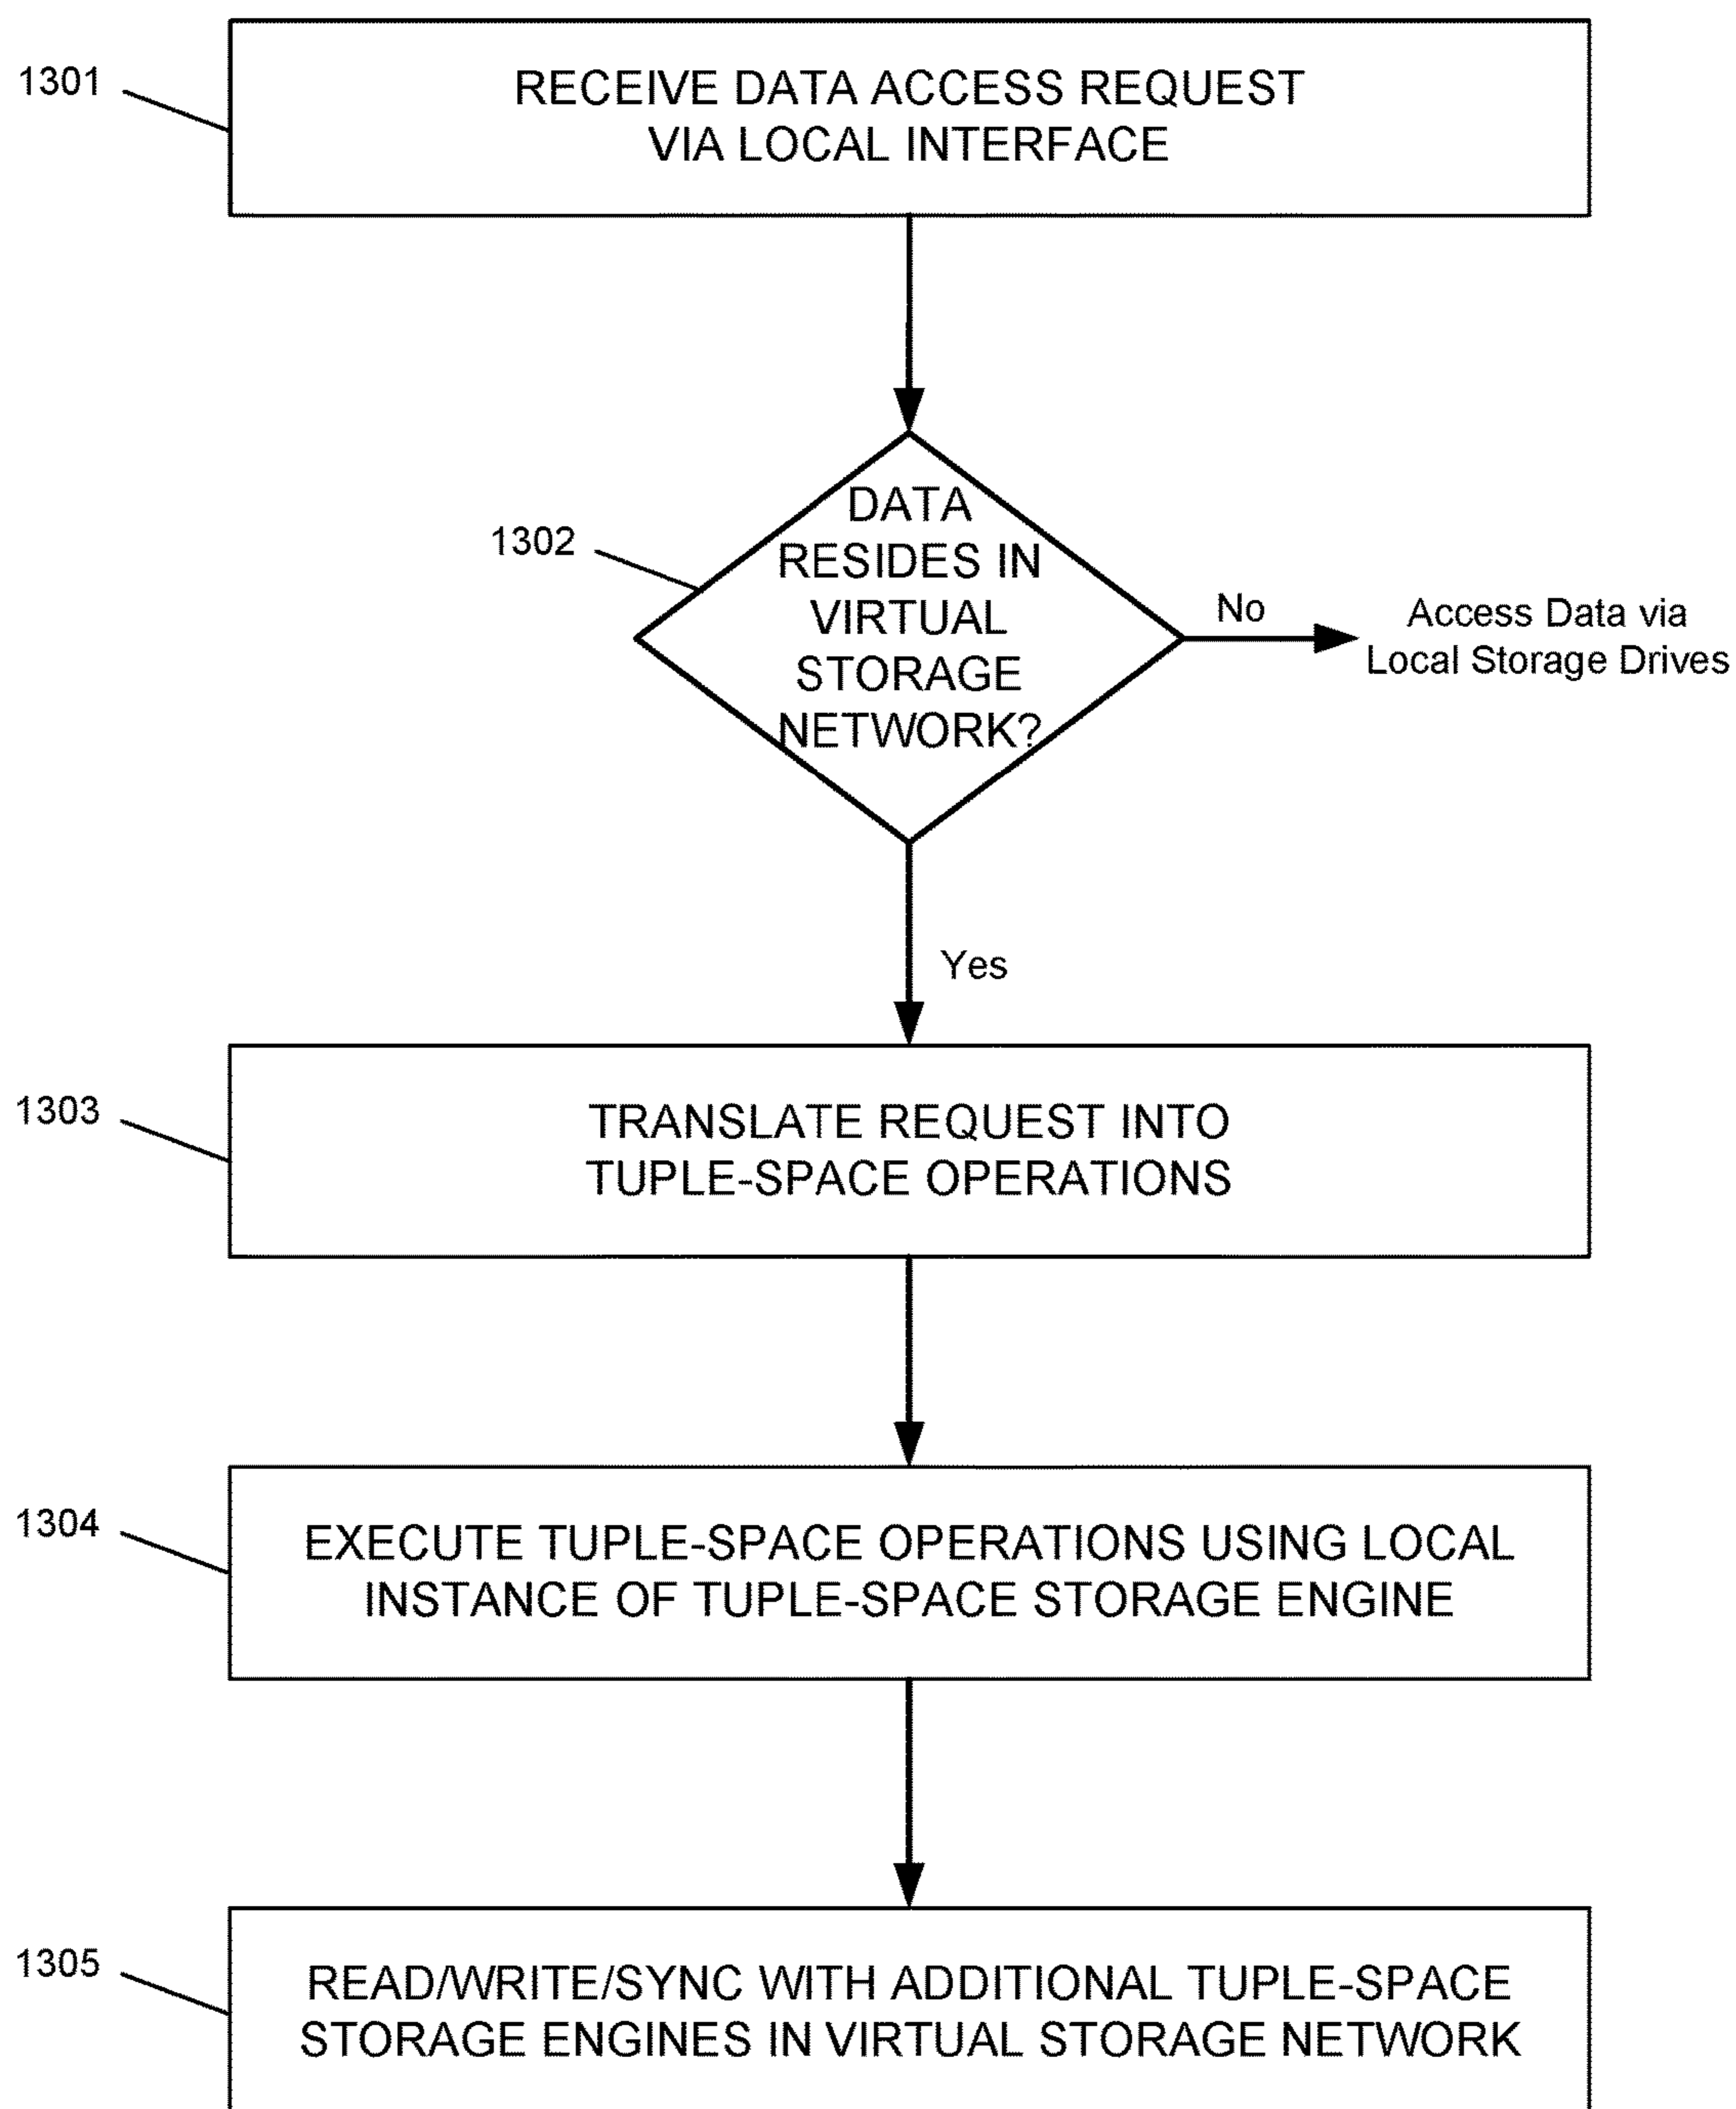 1301
RECEIVE DATA ACCESS REQUEST
VIA LOCAL INTERFACE
1302
DATA
RESIDES IN
VIRTUAL
STORAGE
NETWORK?
No
Access Data via
Local Storage Drives
Yes
1303
TRANSLATE REQUEST INTO
TUPLE-SPACE OPERATIONS
1304
EXECUTE TUPLE-SPACE OPERATIONS USING LOCAL
INSTANCE OF TUPLE-SPACE STORAGE ENGINE
1305
READ/WRITE/SYNC WITH ADDITIONAL TUPLE-SPACE
STORAGE ENGINES IN VIRTUAL STORAGE NETWORK